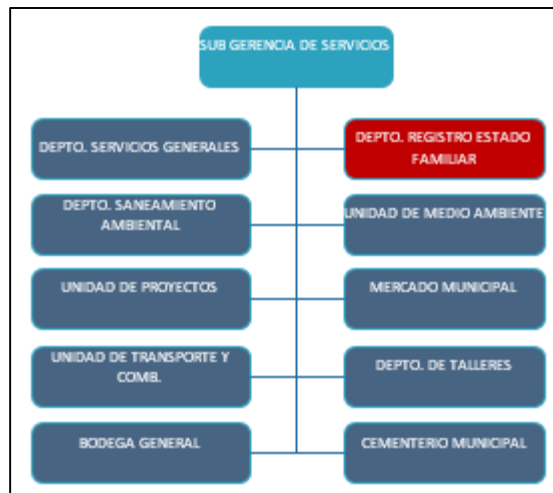 SUB GERENCIA DE SERVICIOS
DEPTO. SERVICIOS GENERALES
DEPTO. REGISTRO ESTADO
FAMILIAR
DEPTO. SANEAMIENTO
AMBIENTAL
UNIDAD DE MEDIO AMBIENTE
UNIDAD DE PROYECTOS
MERCADO MUNICIPAL
UNIDAD DE TRANSPORTE Y
COMB.
DEPTO. DE TALLERES
BODEGA GENERAL
CEMENTERIO MUNICIPAL